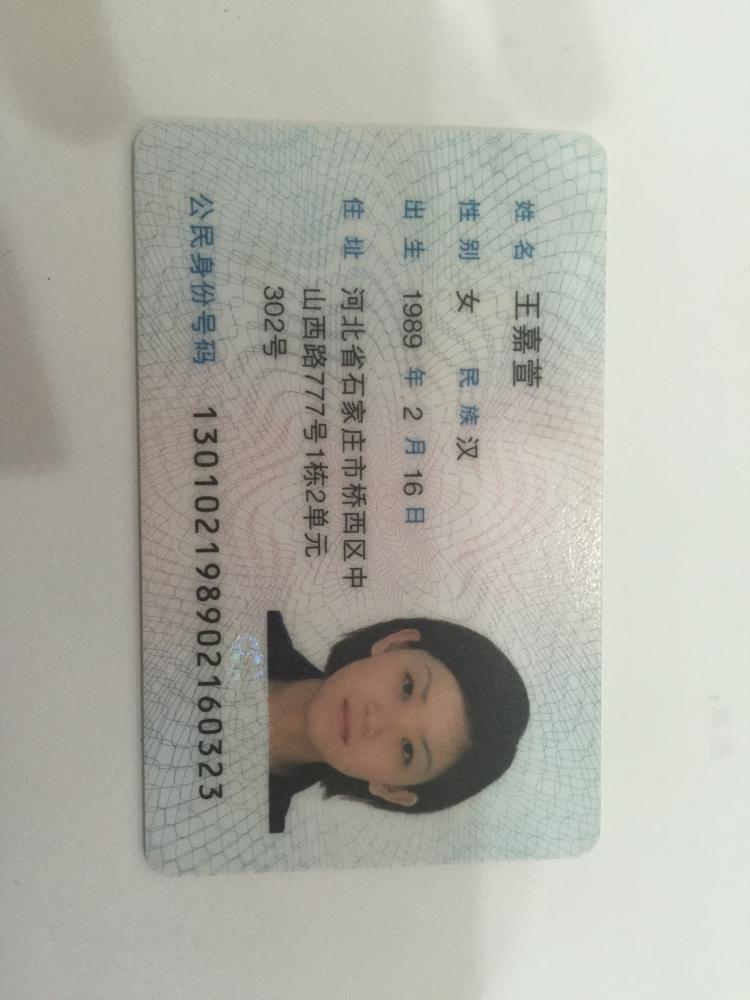 姓名 王嘉萱
性别 女 民族 汉
出生 1989 年 2 月 16 日
住址 河北省石家庄市桥西区中
山西路777号1栋2单元
302号
公民身份号码 130102198902160323